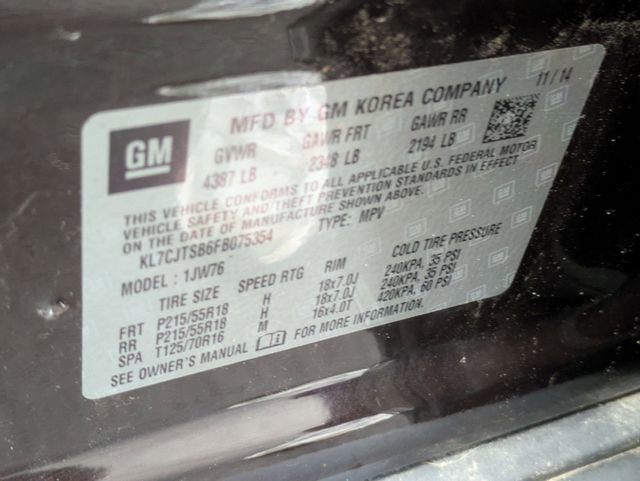 GM
MFD BY GM KOREA COMPANY 11 / 14
GVWR GAWR FRT GAWR RR
4387 LB 2348 LB 2194 LB
THIS VEHICLE CONFORMS TO ALL APPLICABLE U.S. FEDERAL MOTOR
VEHICLE SAFETY AND THEFT PREVENTION STANDARDS IN EFFECT
ON THE DATE OF MANUFACTURE SHOWN ABOVE.
KL7CJTSB6FB075354 TYPE: MPV
MODEL : 1JW76
TIRE SIZE SPEED RTG RIM COLD TIRE PRESSURE
FRT P215/55R18 H 18x7.0J 240KPA, 35 PSI
RR P215/55R18 H 18x7.0J 240KPA, 35 PSI
SPA T125/70R16 M 16x4.0T 420KPA, 60 PSI
SEE OWNER'S MANUAL FOR MORE INFORMATION.